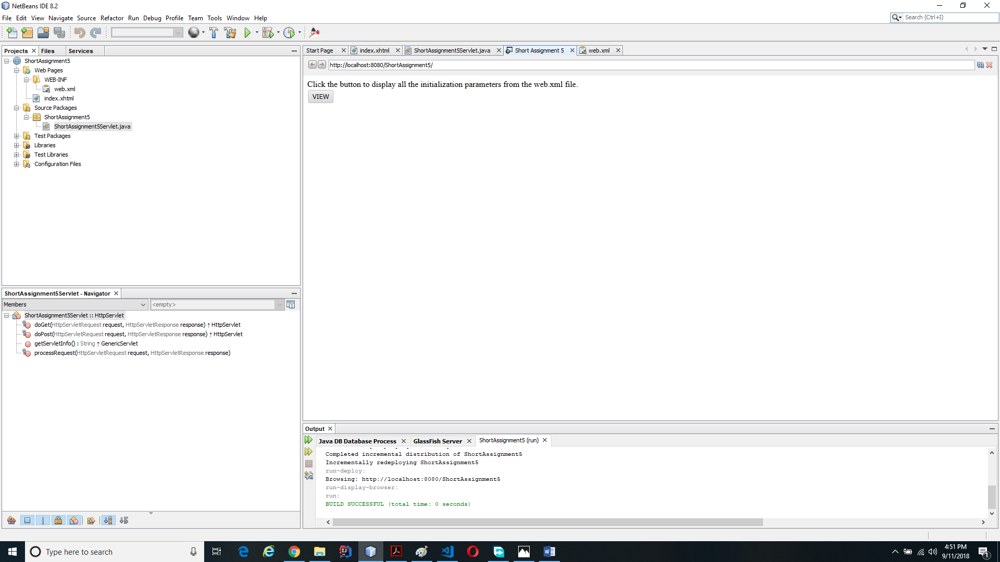 NetBeans IDE 8.2
File Edit View Navigate Source Refactor Run Debug Profile Team Tools Window Help
Search (Ctrl+I)
Projects Files Services
ShortAssignment5
Web Pages
WEB-INF
web.xml
index.xhtml
Source Packages
ShortAssignment5
ShortAssignment5Servlet.java
Test Packages
Libraries
Test Libraries
Configuration Files
ShortAssignment5Servlet - Navigator
Members
<empty>
ShortAssignment5Servlet :: HttpServlet
doGet(HttpServletRequest request, HttpServletResponse response) ↑ HttpServlet
doPost(HttpServletRequest request, HttpServletResponse response) ↑ HttpServlet
getServletInfo() : String ↑ GenericServlet
processRequest(HttpServletRequest request, HttpServletResponse response)
Start Page index.xhtml ShortAssignment5Servlet.java Short Assignment 5 web.xml
http://localhost:8080/ShortAssignment5/
Click the button to display all the initialization parameters from the web.xml file.
VIEW
Output
Java DB Database Process GlassFish Server ShortAssignment5 (run)
Completed incremental distribution of ShortAssignment5
Incrementally redeploying ShortAssignment5
run-deploy:
Browsing: http://localhost:8080/ShortAssignment5
run-display-browser:
run:
BUILD SUCCESSFUL (total time: 0 seconds)
Type here to search
4:51 PM
9/11/2018
1